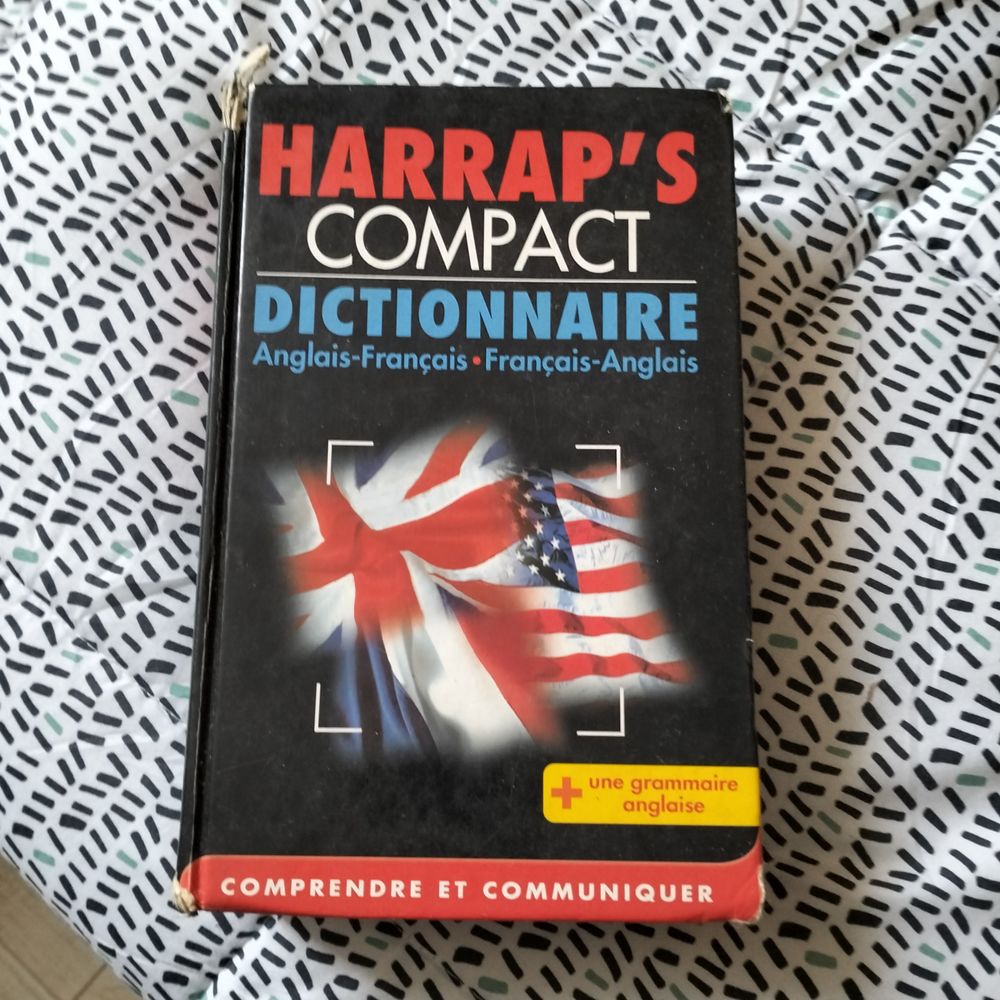 HARRAP'S
COMPACT
DICTIONNAIRE
Anglais-Français • Français-Anglais
+ une grammaire
anglaise
COMPRENDRE ET COMMUNIQUER